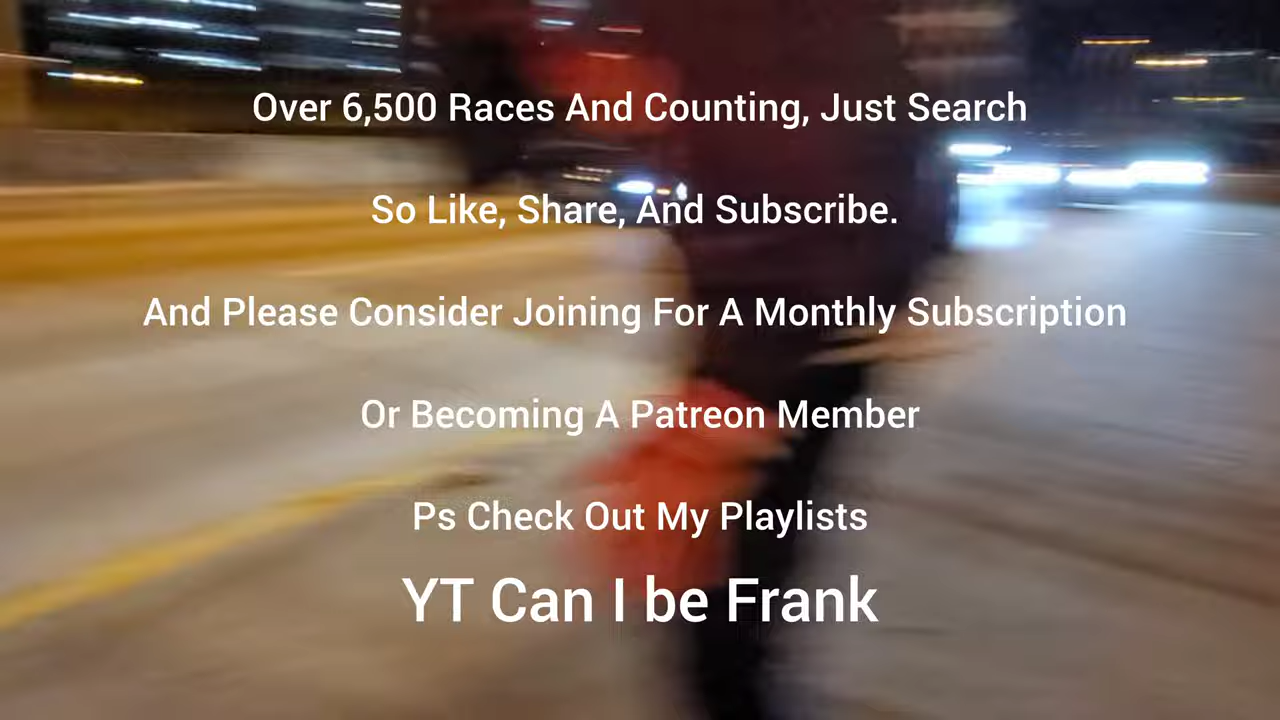 Over 6,500 Races And Counting, Just Search
So Like, Share, And Subscribe.
And Please Consider Joining For A Monthly Subscription
Or Becoming A Patreon Member
Ps Check Out My Playlists
YT Can I be Frank